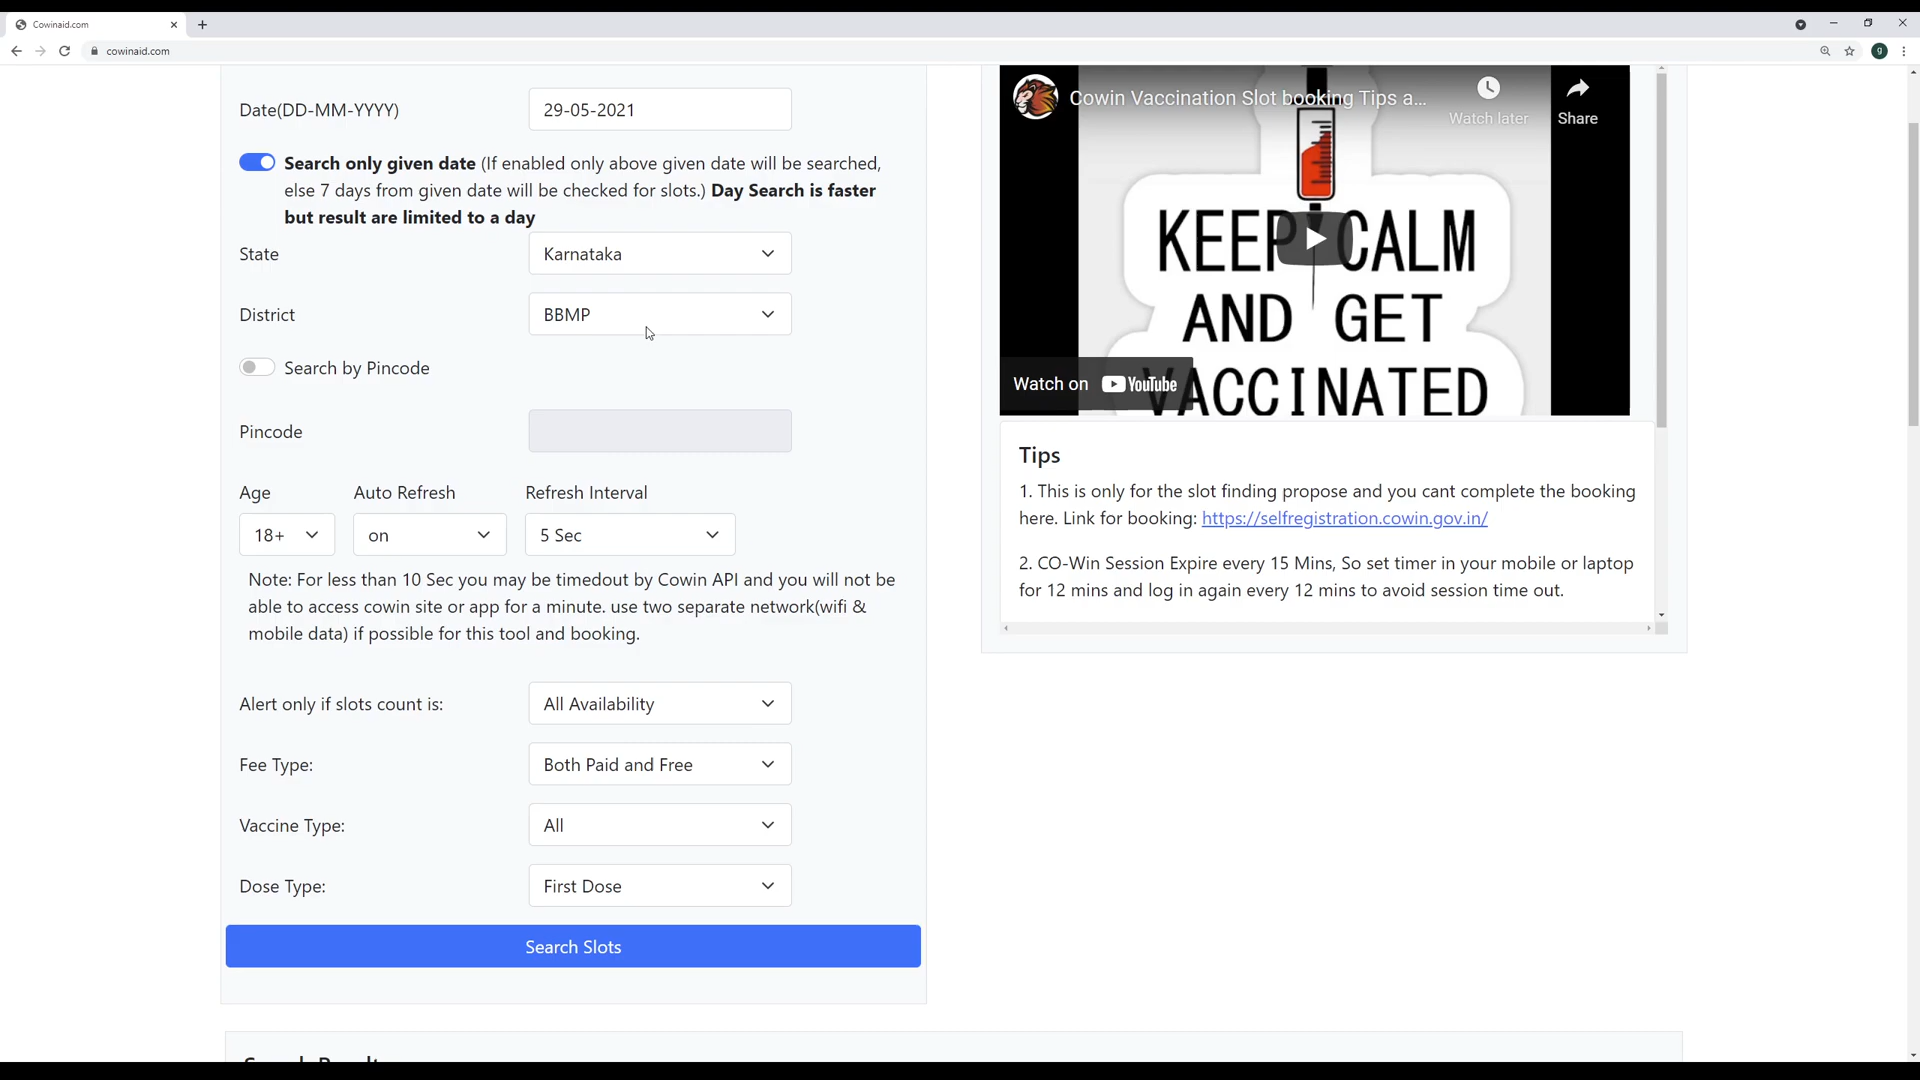 Cowinaid.com
cowinaid.com
g
Date(DD-MM-YYYY)
29-05-2021
Search only given date (If enabled only above given date will be searched,
else 7 days from given date will be checked for slots.) Day Search is faster
but result are limited to a day
State
Karnataka
District
BBMP
Search by Pincode
Pincode
Age
Auto Refresh
Refresh Interval
18+
on
5 Sec
Note: For less than 10 Sec you may be timedout by Cowin API and you will not be
able to access cowin site or app for a minute. use two separate network(wifi &
mobile data) if possible for this tool and booking.
Alert only if slots count is:
All Availability
Fee Type:
Both Paid and Free
Vaccine Type:
All
Dose Type:
First Dose
Search Slots
Cowin Vaccination Slot booking Tips a...
Watch later
Share
KEEP CALM
AND GET
VACCINATED
Watch on YouTube
Tips
1. This is only for the slot finding propose and you cant complete the booking
here. Link for booking: https://selfregistration.cowin.gov.in/
2. CO-Win Session Expire every 15 Mins, So set timer in your mobile or laptop
for 12 mins and log in again every 12 mins to avoid session time out.